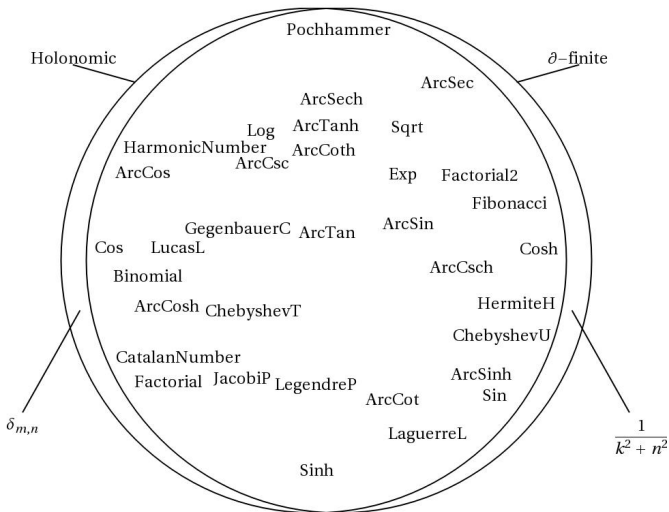 Pochhammer
Holonomic
∂−finite
ArcSec
ArcSech
Log
ArcTanh
Sqrt
HarmonicNumber
ArcCoth
ArcCsc
ArcCos
Exp
Factorial2
Fibonacci
GegenbauerC
ArcTan
ArcSin
Cos
LucasL
Cosh
ArcCsch
Binomial
ArcCosh
ChebyshevT
HermiteH
ChebyshevU
CatalanNumber
Factorial
JacobiP
LegendreP
ArcSinh
Sin
ArcCot
δm,n
LaguerreL
1
k² + n²
Sinh